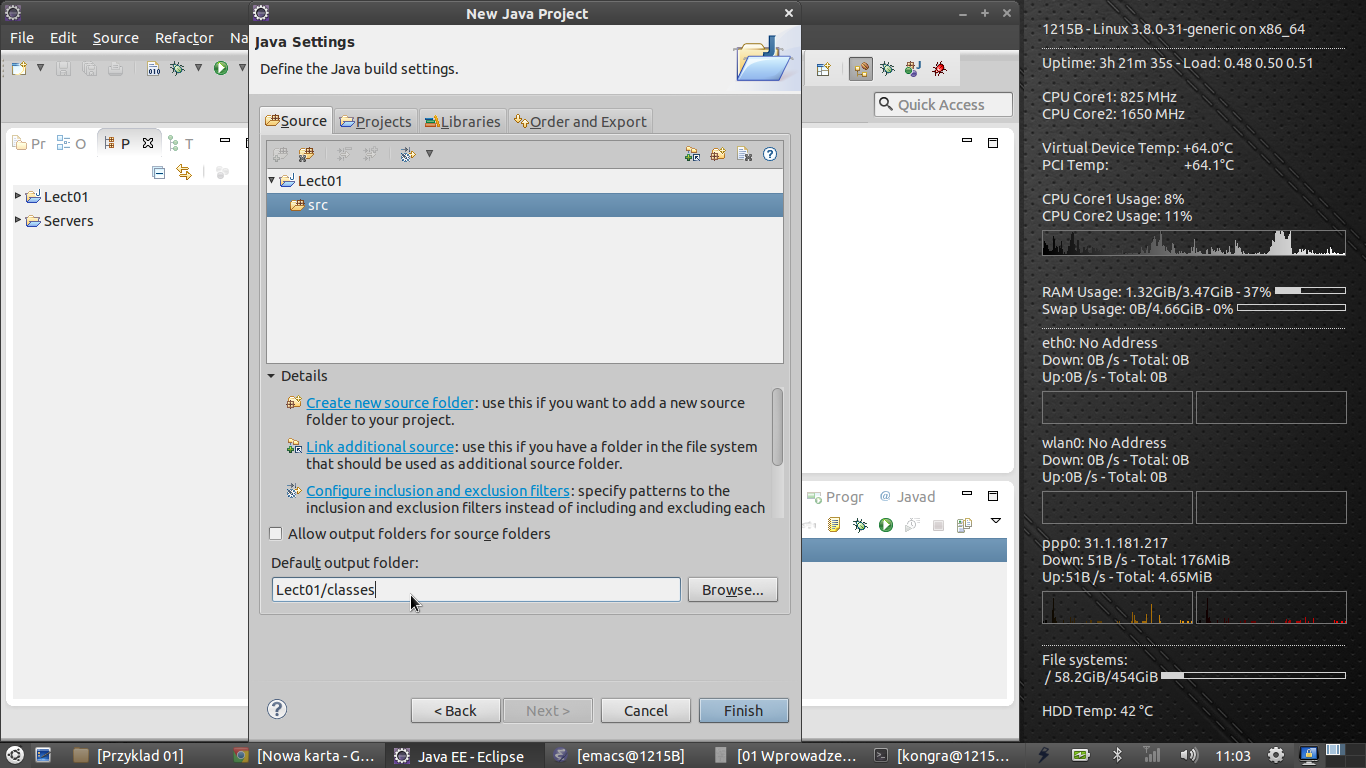 New Java Project
File Edit Source Refactor Na
Java Settings
Define the Java build settings.
Quick Access
Source Projects Libraries Order and Export
Pr O P T
Lect01
src
Lect01
Servers
Details
Create new source folder: use this if you want to add a new source
folder to your project.
Link additional source: use this if you have a folder in the file system
that should be used as additional source folder.
Configure inclusion and exclusion filters: specify patterns to the
inclusion and exclusion filters instead of including and excluding each
Allow output folders for source folders
Default output folder:
Lect01/classes
Browse...
< Back Next > Cancel Finish
Progr @ Javad
1215B - Linux 3.8.0-31-generic on x86_64
Uptime: 3h 21m 35s - Load: 0.48 0.50 0.51
CPU Core1: 825 MHz
CPU Core2: 1650 MHz
Virtual Device Temp: +64.0°C
PCI Temp: +64.1°C
CPU Core1 Usage: 8%
CPU Core2 Usage: 11%
RAM Usage: 1.32GiB/3.47GiB - 37%
Swap Usage: 0B/4.66GiB - 0%
eth0: No Address
Down: 0B /s - Total: 0B
Up:0B /s - Total: 0B
wlan0: No Address
Down: 0B /s - Total: 0B
Up:0B /s - Total: 0B
ppp0: 31.1.181.217
Down: 51B /s - Total: 176MiB
Up:51B /s - Total: 4.65MiB
File systems:
/ 58.2GiB/454GiB
HDD Temp: 42 °C
[Przyklad 01] [Nowa karta - G... Java EE - Eclipse [emacs@1215B] [01 Wprowadze... [kongra@1215... 11:03